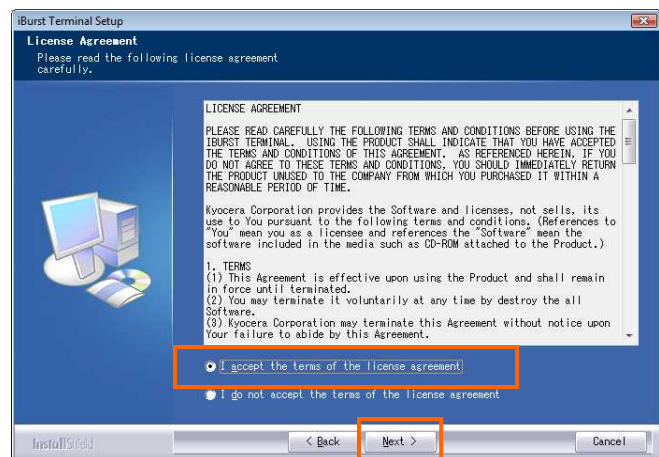 iBurst Terminal Setup
License Agreement
Please read the following license agreement
carefully.
LICENSE AGREEMENT
PLEASE READ CAREFULLY THE FOLLOWING TERMS AND CONDITIONS BEFORE USING THE
IBURST TERMINAL. USING THE PRODUCT SHALL INDICATE THAT YOU HAVE ACCEPTED
THE TERMS AND CONDITIONS OF THIS AGREEMENT. AS REFERENCED HEREIN, IF YOU
DO NOT AGREE TO THESE TERMS AND CONDITIONS, YOU SHOULD IMMEDIATELY RETURN
THE PRODUCT UNUSED TO THE COMPANY FROM WHICH YOU PURCHASED IT WITHIN A
REASONABLE PERIOD OF TIME.
Kyocera Corporation provides the Software and licenses, not sells, its
use to You pursuant to the following terms and conditions. (References to
"You" mean you as a licensee and references the "Software" mean the
software included in the media such as CD-ROM attached to the Product.)
1. TERMS
(1) This Agreement is effective upon using the Product and shall remain
in force until terminated.
(2) You may terminate it voluntarily at any time by destroy the all
Software.
(3) Kyocera Corporation may terminate this Agreement without notice upon
Your failure to abide by this Agreement.
I accept the terms of the license agreement
I do not accept the terms of the license agreement
InstallShield
< Back
Next >
Cancel